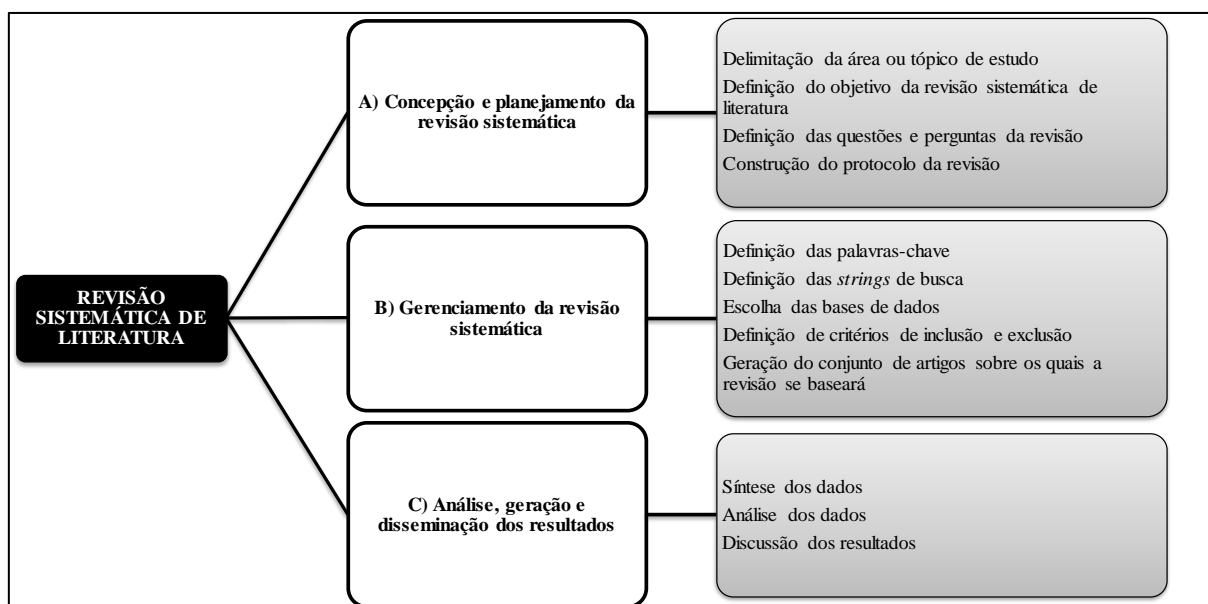 REVISÃO
SISTEMÁTICA DE
LITERATURA
A) Concepção e planejamento da
revisão sistemática
Delimitação da área ou tópico de estudo
Definição do objetivo da revisão sistemática de
literatura
Definição das questões e perguntas da revisão
Construção do protocolo da revisão
B) Gerenciamento da revisão
sistemática
Definição das palavras-chave
Definição das strings de busca
Escolha das bases de dados
Definição de critérios de inclusão e exclusão
Geração do conjunto de artigos sobre os quais a
revisão se baseará
C) Análise, geração e
disseminação dos resultados
Síntese dos dados
Análise dos dados
Discussão dos resultados